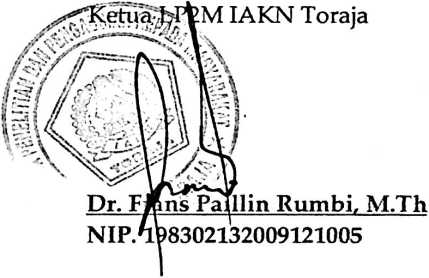 Ketua LP2M IAKN Toraja
Dr. Frans Paillin Rumbi, M.Th
NIP. 198302132009121005